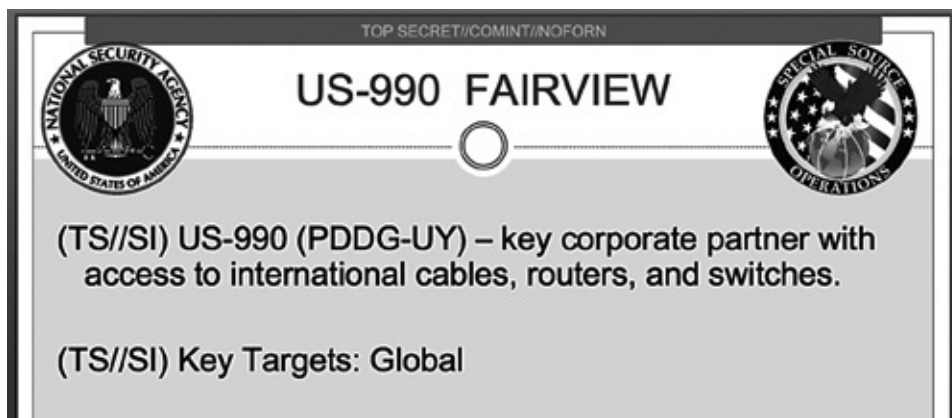 TOP SECRET//COMINT//NOFORN
NATIONAL SECURITY AGENCY
UNITED STATES OF AMERICA
US-990 FAIRVIEW
SPECIAL SOURCE
OPERATIONS
(TS//SI) US-990 (PDDG-UY) – key corporate partner with
access to international cables, routers, and switches.
(TS//SI) Key Targets: Global